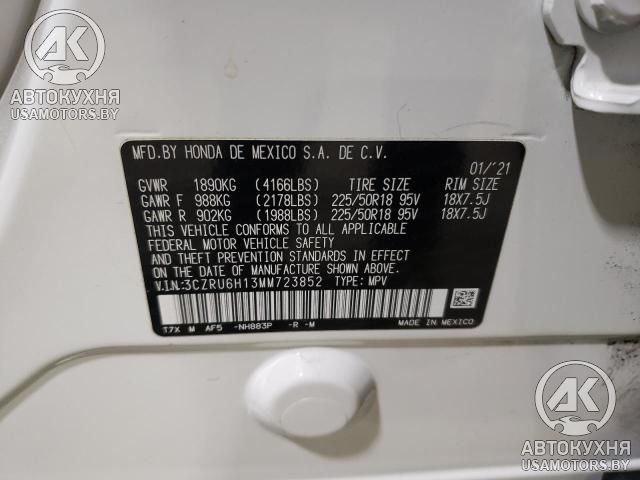 AK
АВТОКУХНЯ
USAMOTORS.BY
MFD.BY HONDA DE MEXICO S.A. DE C.V.
01/'21
GVWR 1890KG (4166LBS) TIRE SIZE RIM SIZE
GAWR F 988KG (2178LBS) 225/50R18 95V 18X7.5J
GAWR R 902KG (1988LBS) 225/50R18 95V 18X7.5J
THIS VEHICLE CONFORMS TO ALL APPLICABLE
FEDERAL MOTOR VEHICLE SAFETY
AND THEFT PREVENTION STANDARDS IN EFFECT
ON THE DATE OF MANUFACTURE SHOWN ABOVE.
V.I.N.:3CZRU6H13MM723852 TYPE: MPV
T7X M AF5 -NH883P -R -M MADE IN MEXICO
AK
АВТОКУХНЯ
USAMOTORS.BY